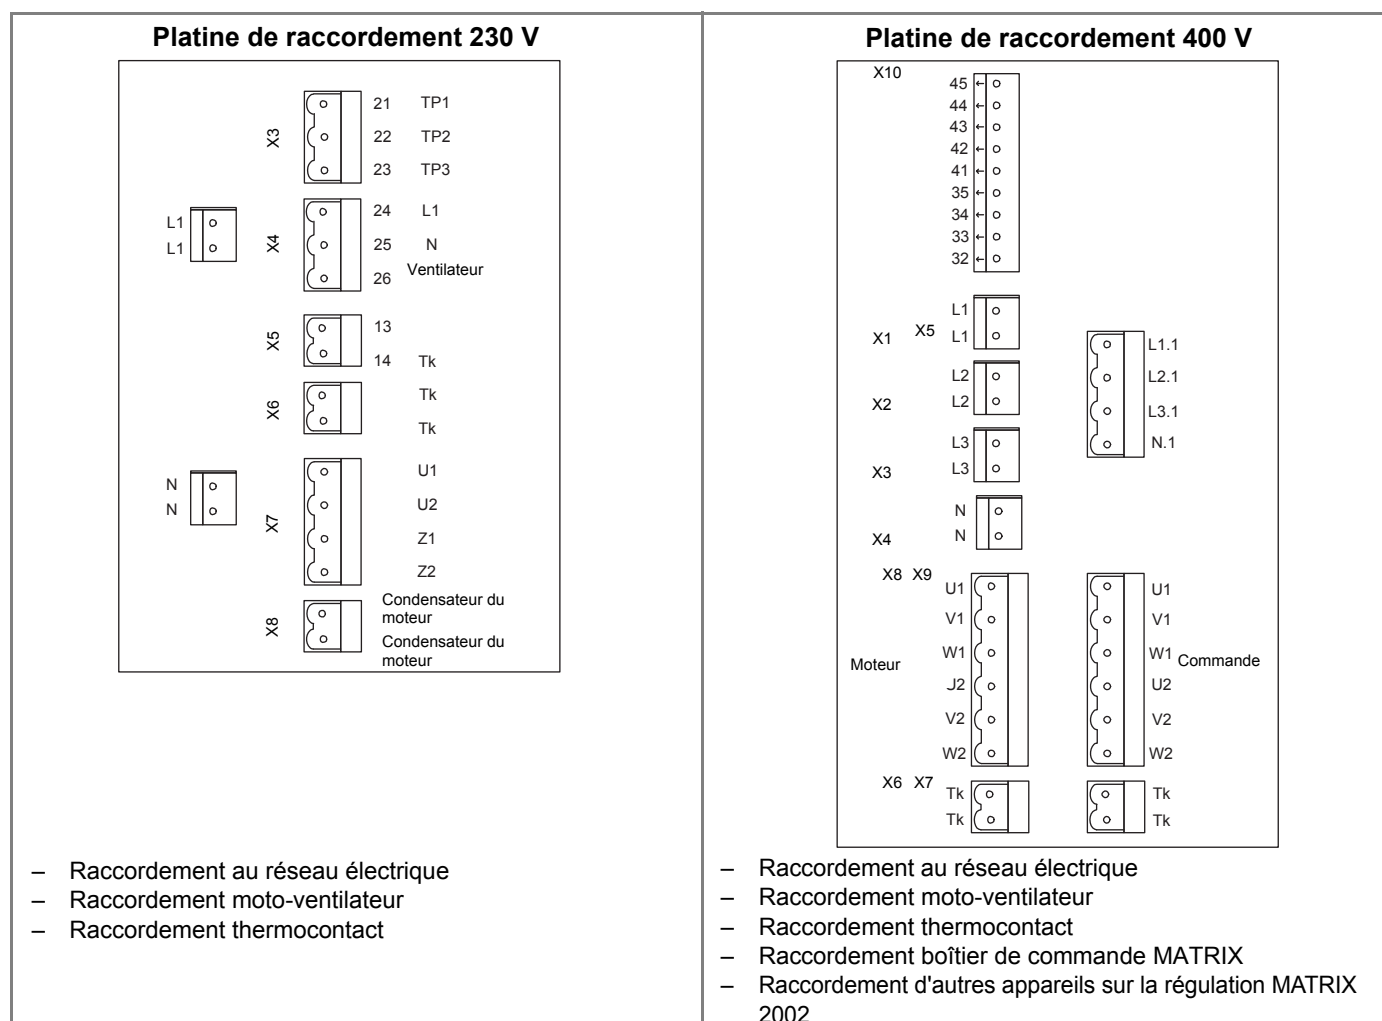 Platine de raccordement 230 V
X3
21 TP1
22 TP2
23 TP3
L1
L1
X4
24 L1
25 N
26 Ventilateur
X5
13
14 Tk
X6
Tk
Tk
N
N
X7
U1
U2
Z1
Z2
X8
Condensateur du
moteur
Condensateur du
moteur
– Raccordement au réseau électrique
– Raccordement moto-ventilateur
– Raccordement thermocontact
Platine de raccordement 400 V
X10
45
44
43
42
41
35
34
33
32
X1 X5
L1
L1
X2
L2
L2
X3
L3
L3
X4
N
N
L1.1
L2.1
L3.1
N.1
X8 X9
Moteur
U1
V1
W1
J2
V2
W2
U1
V1
W1
U2
V2
W2
Commande
X6 X7
Tk
Tk
Tk
Tk
– Raccordement au réseau électrique
– Raccordement moto-ventilateur
– Raccordement thermocontact
– Raccordement boîtier de commande MATRIX
– Raccordement d'autres appareils sur la régulation MATRIX
2002